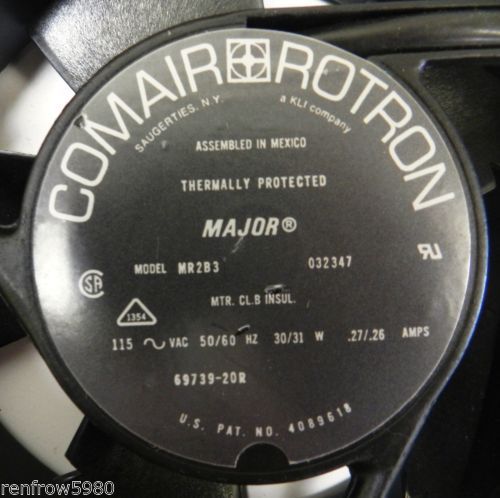 COMAIR ROTRON
SAUGERTIES, N.Y. a KLI company
ASSEMBLED IN MEXICO
THERMALLY PROTECTED
MAJOR®
MODEL MR2B3 032347
MTR. CL.B INSUL.
1354
115 ~ VAC 50/60 HZ 30/31 W .27/.26 AMPS
69739-20R
U.S. PAT. NO. 4089618
renfrow5980